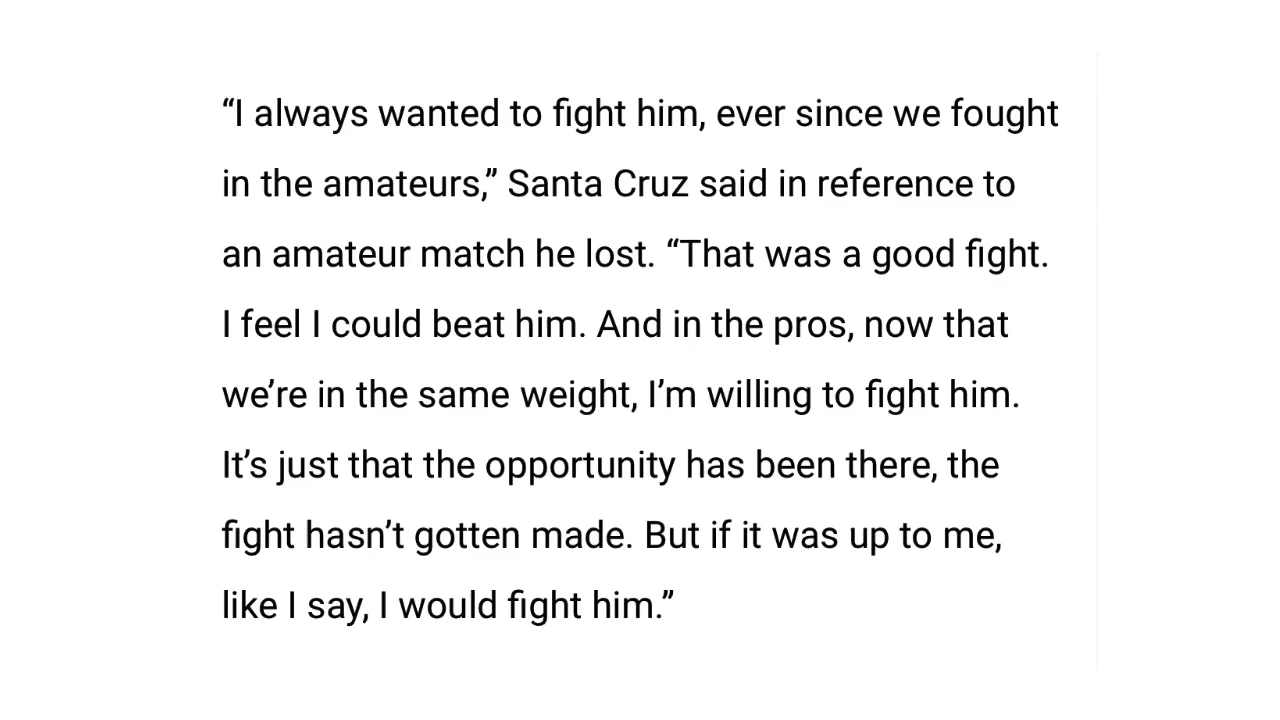 “I always wanted to fight him, ever since we fought
in the amateurs,” Santa Cruz said in reference to
an amateur match he lost. “That was a good fight.
I feel I could beat him. And in the pros, now that
we’re in the same weight, I’m willing to fight him.
It’s just that the opportunity has been there, the
fight hasn’t gotten made. But if it was up to me,
like I say, I would fight him.”